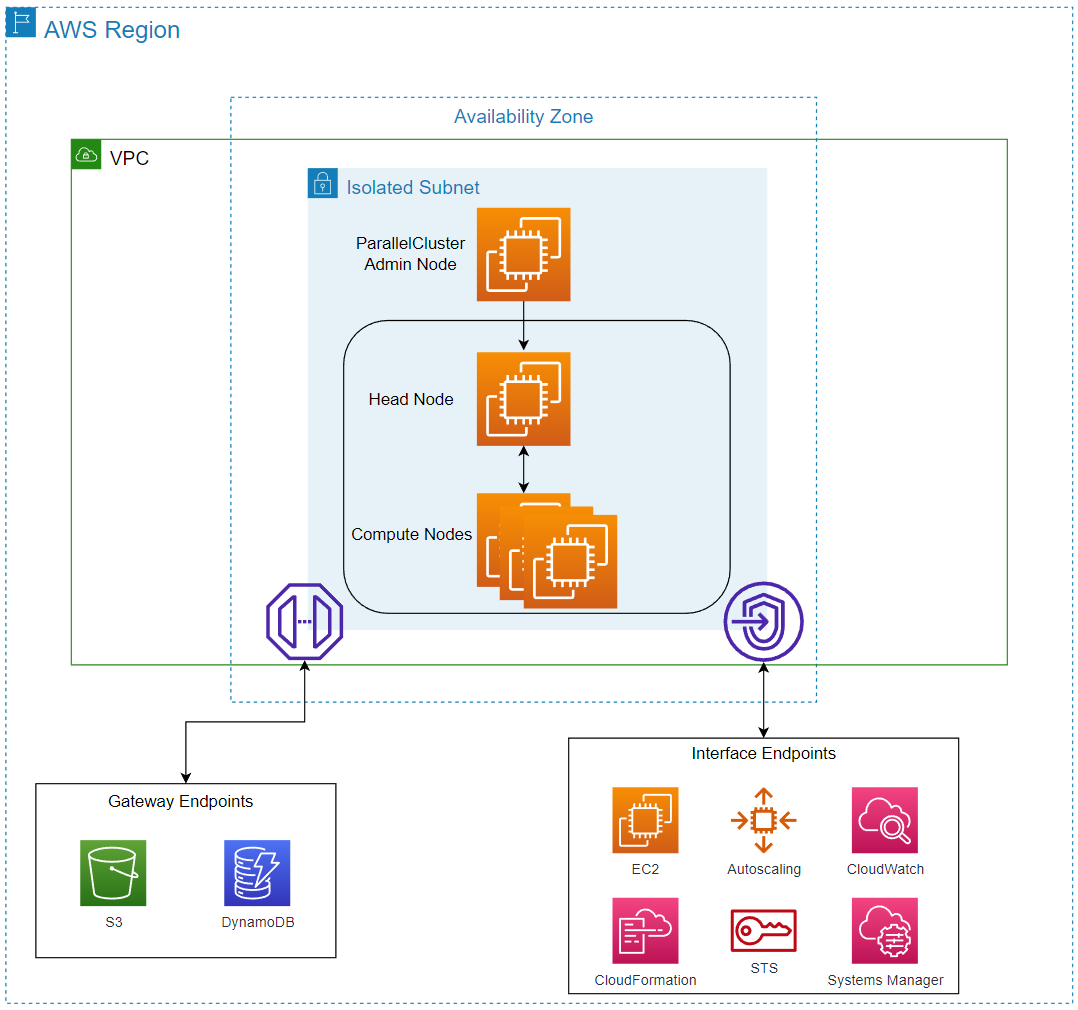 AWS Region
Availability Zone
VPC
Isolated Subnet
ParallelCluster
Admin Node
Head Node
Compute Nodes
Gateway Endpoints
S3
DynamoDB
Interface Endpoints
EC2
Autoscaling
CloudWatch
CloudFormation
STS
Systems Manager